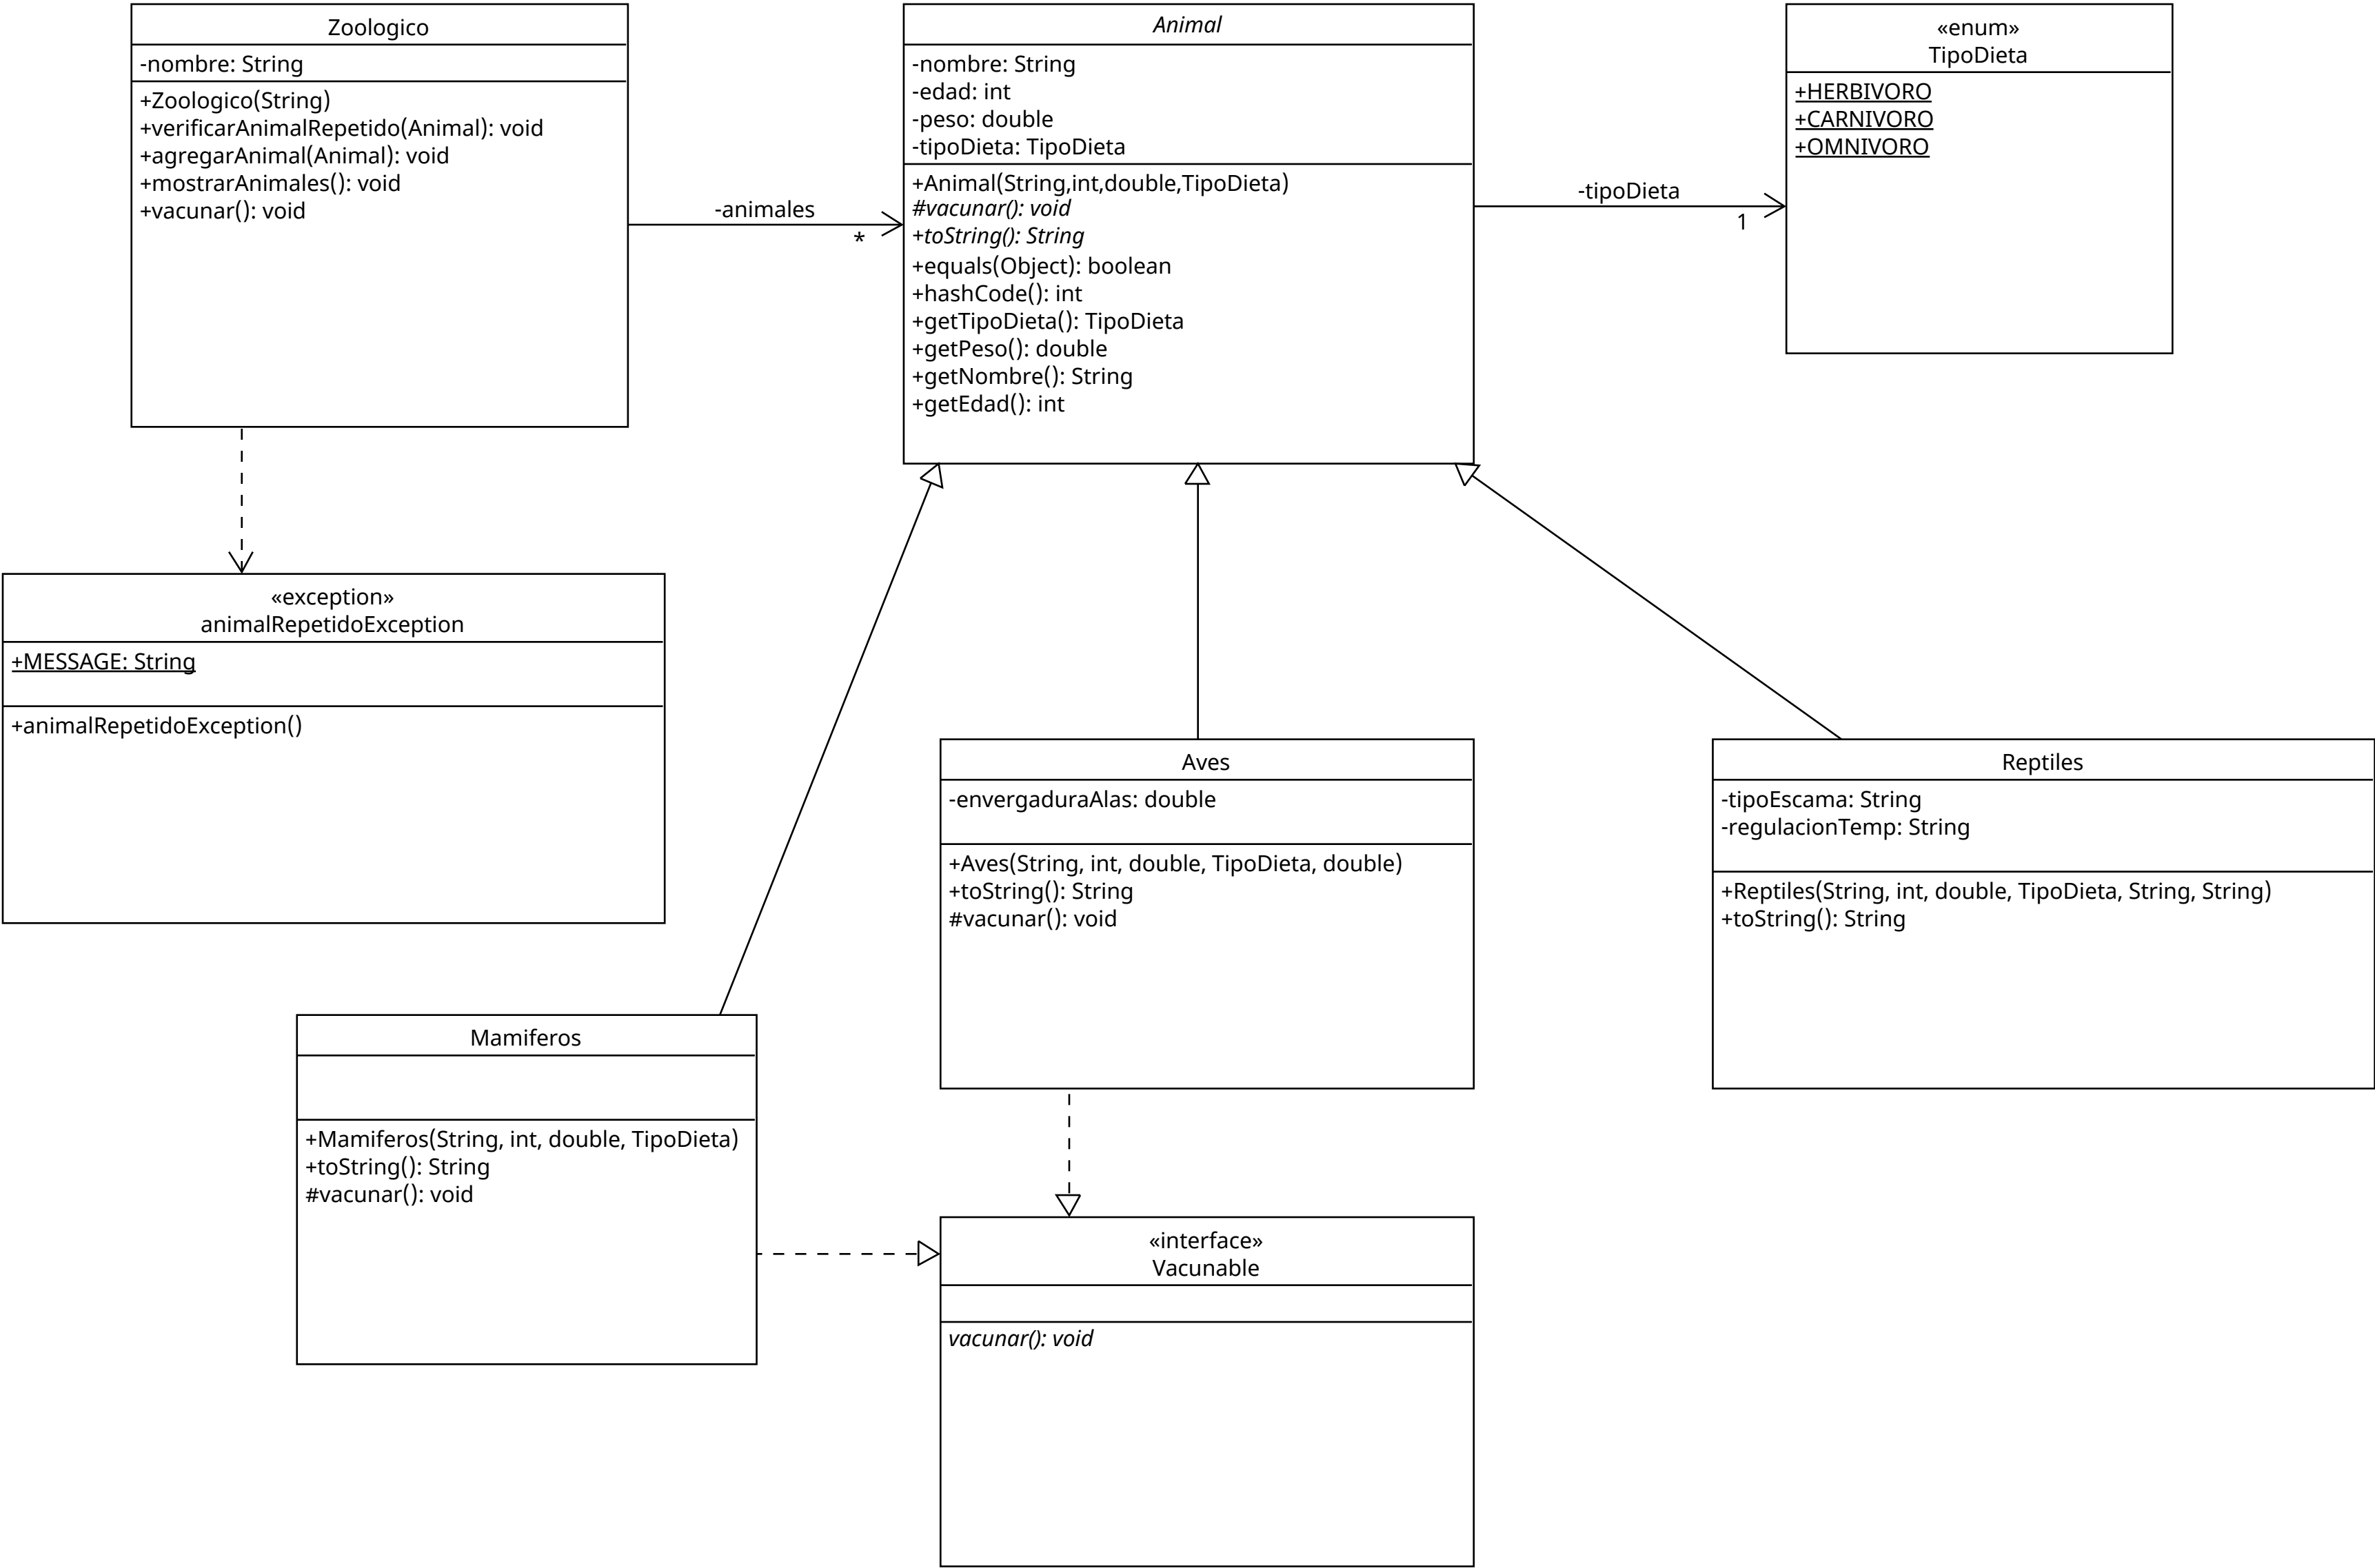 Zoologico
-nombre: String
+Zoologico(String)
+verificarAnimalRepetido(Animal): void
+agregarAnimal(Animal): void
+mostrarAnimales(): void
+vacunar(): void
-animales
*
Animal
-nombre: String
-edad: int
-peso: double
-tipoDieta: TipoDieta
+Animal(String,int,double,TipoDieta)
#vacunar(): void
+toString(): String
+equals(Object): boolean
+hashCode(): int
+getTipoDieta(): TipoDieta
+getPeso(): double
+getNombre(): String
+getEdad(): int
-tipoDieta
1
«enum»
TipoDieta
+HERBIVORO
+CARNIVORO
+OMNIVORO
«exception»
animalRepetidoException
+MESSAGE: String
+animalRepetidoException()
Aves
-envergaduraAlas: double
+Aves(String, int, double, TipoDieta, double)
+toString(): String
#vacunar(): void
Reptiles
-tipoEscama: String
-regulacionTemp: String
+Reptiles(String, int, double, TipoDieta, String, String)
+toString(): String
Mamiferos
+Mamiferos(String, int, double, TipoDieta)
+toString(): String
#vacunar(): void
«interface»
Vacunable
vacunar(): void